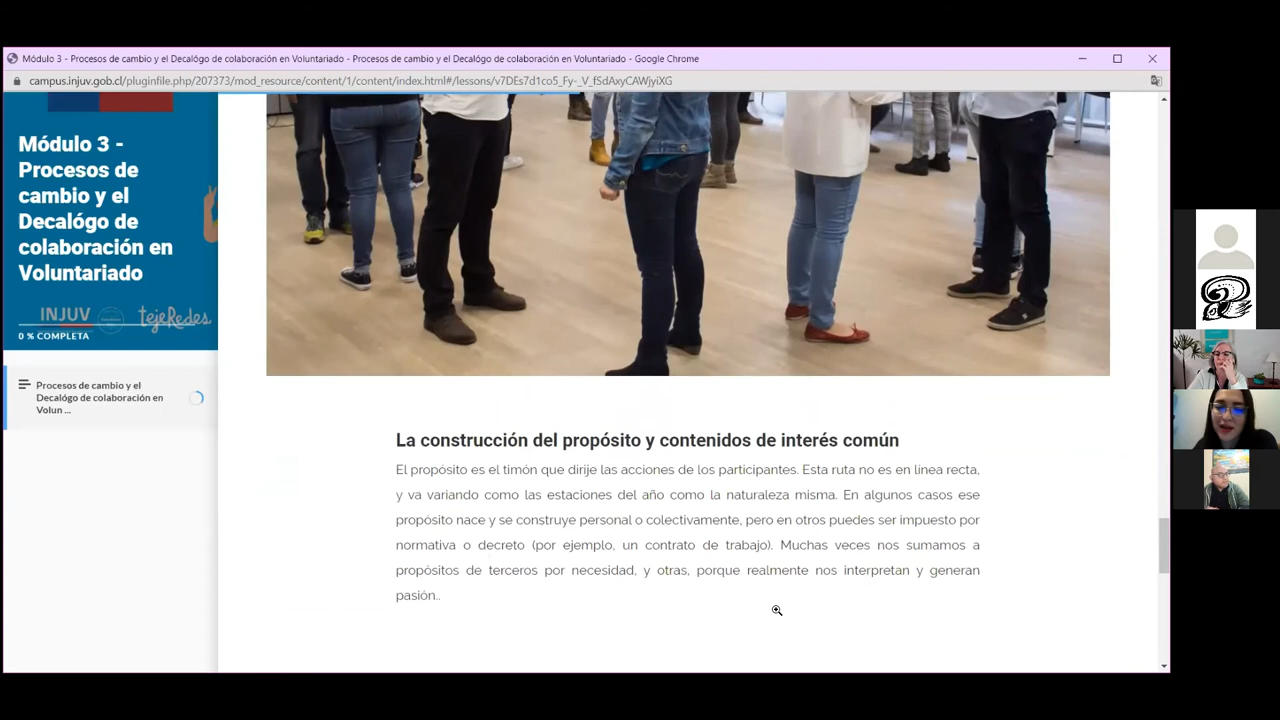 Módulo 3 - Procesos de cambio y el Decalógo de colaboración en Voluntariado - Procesos de cambio y el Decalógo de colaboración en Voluntariado - Google Chrome
campus.injuv.gob.cl/pluginfile.php/207373/mod_resource/content/1/content/index.html#/lessons/v7DEs7d1co5_Fy-_V_fSdAxyCAWjyiXG
Módulo 3 -
Procesos de
cambio y el
Decalógo de
colaboración en
Voluntariado
INJUV tejeRedes
0 % COMPLETA
Procesos de cambio y el
Decalógo de colaboración en
Volun ...
La construcción del propósito y contenidos de interés común
El propósito es el timón que dirije las acciones de los participantes. Esta ruta no es en línea recta,
y va variando como las estaciones del año como la naturaleza misma. En algunos casos ese
propósito nace y se construye personal o colectivamente, pero en otros puedes ser impuesto por
normativa o decreto (por ejemplo, un contrato de trabajo). Muchas veces nos sumamos a
propósitos de terceros por necesidad, y otras, porque realmente nos interpretan y generan
pasión..